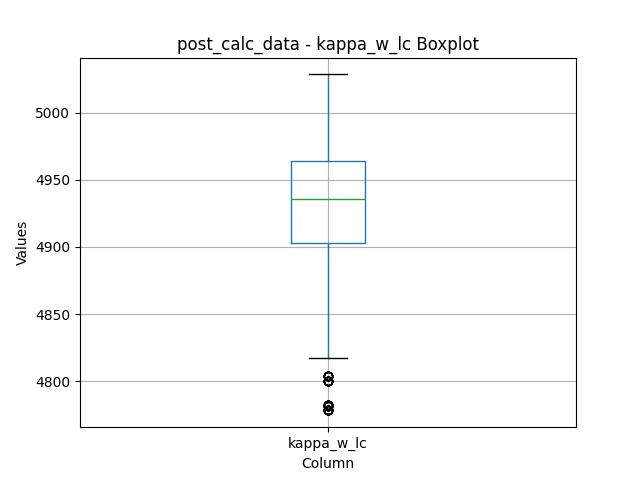 post_calc_data - kappa_w_lc Boxplot
5000
4950
4900
4850
4800
Values
kappa_w_lc
Column